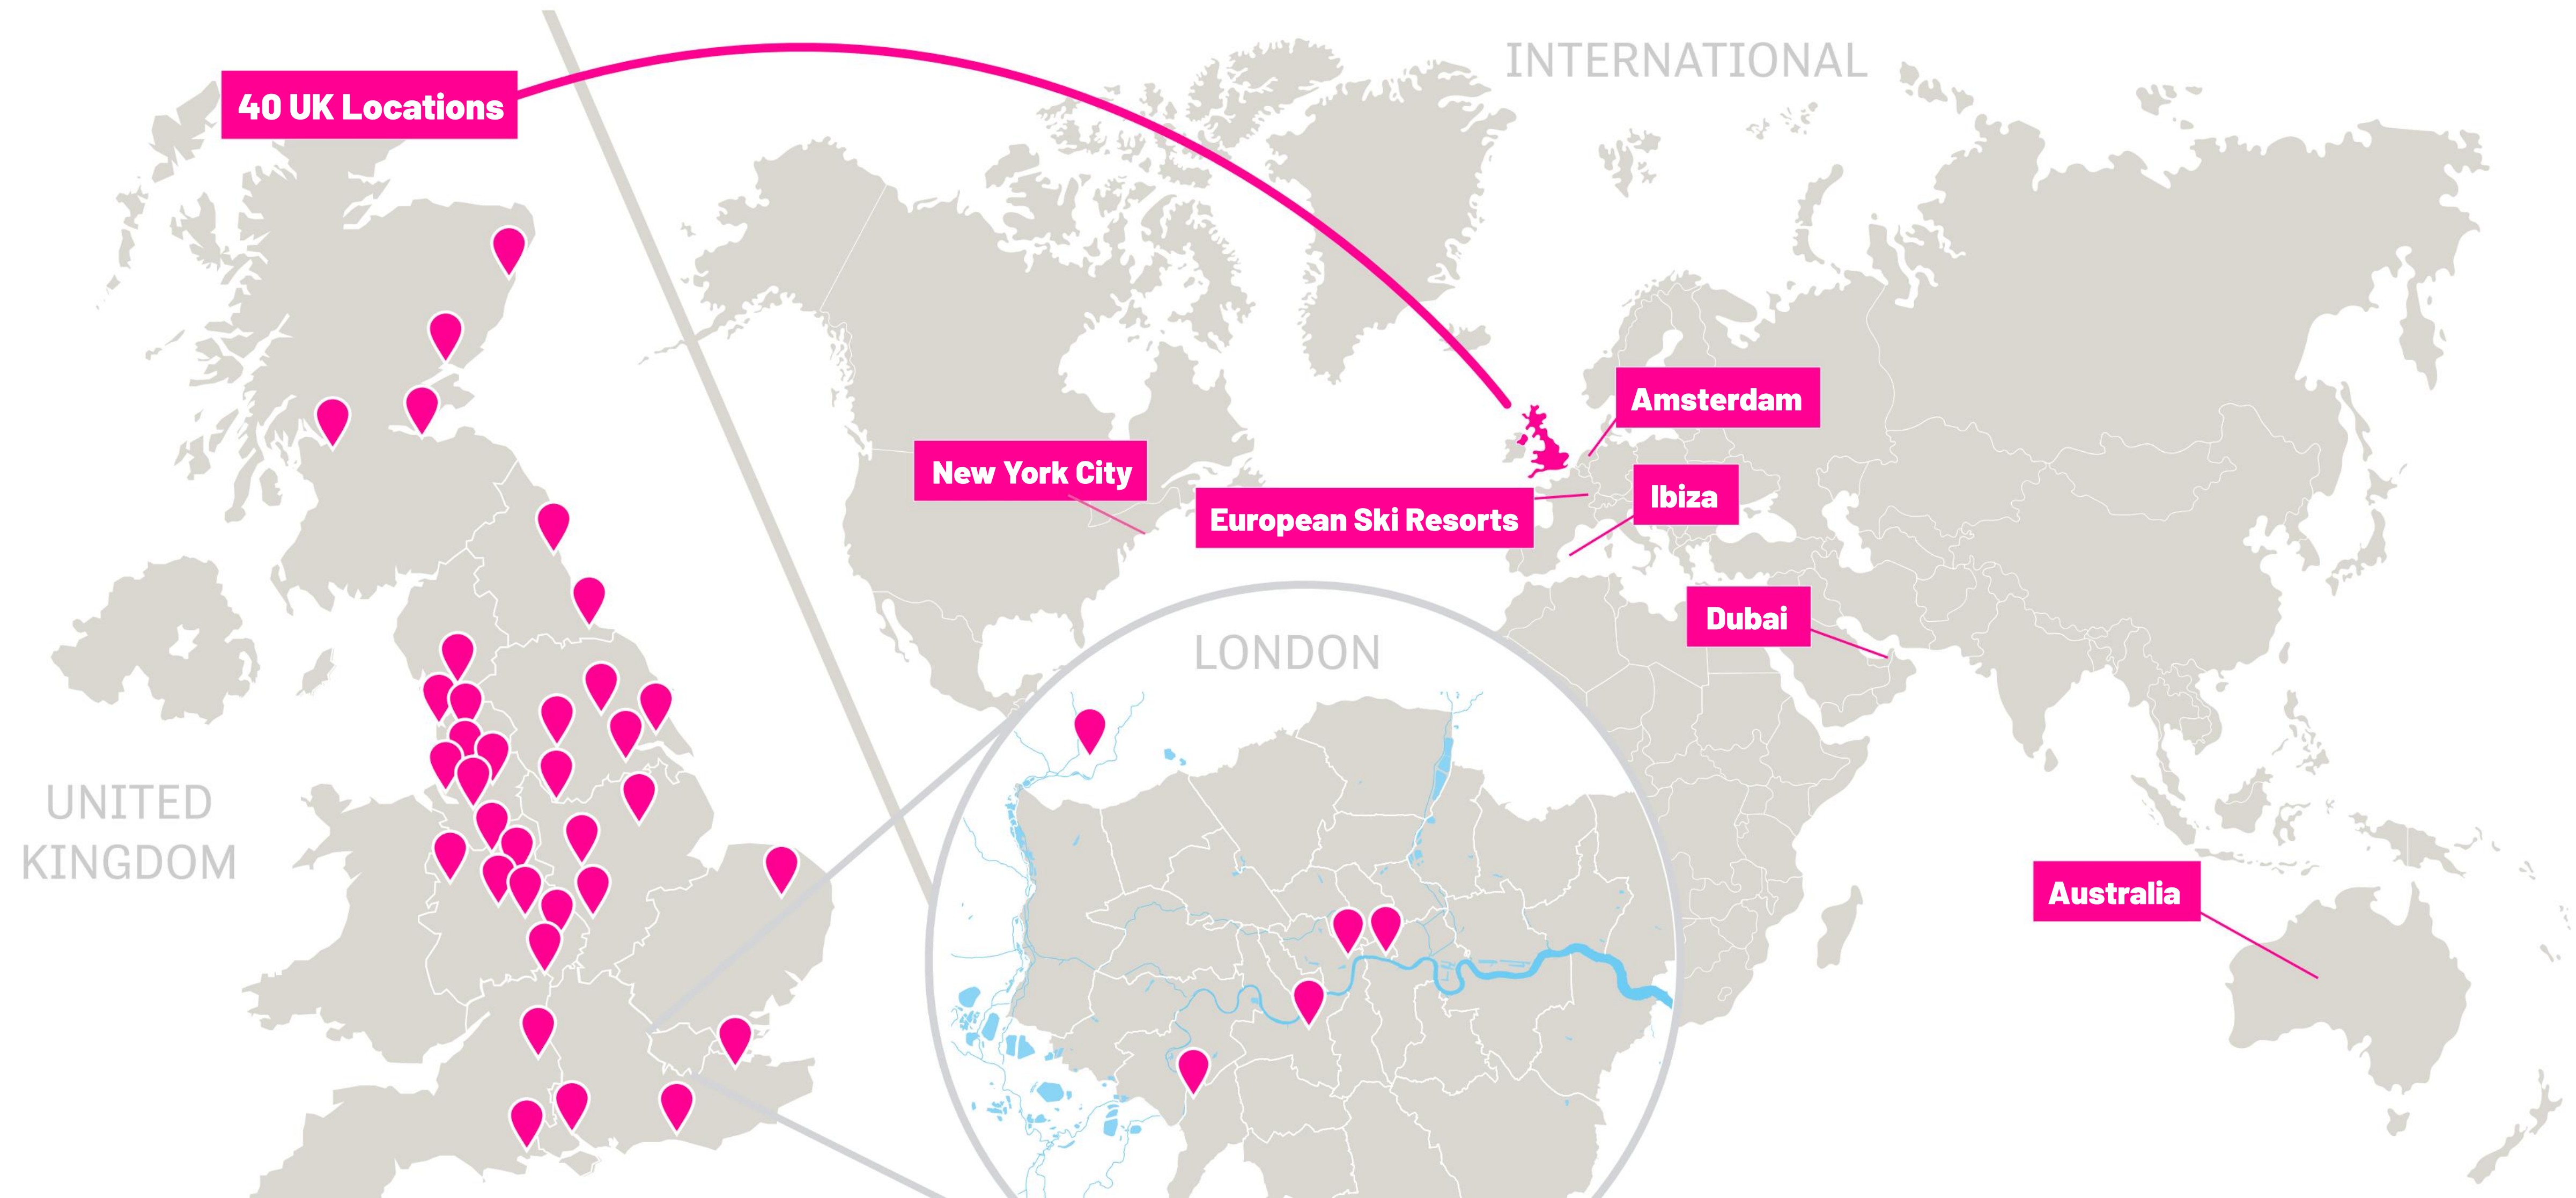 40 UK Locations
INTERNATIONAL
Amsterdam
New York City
European Ski Resorts
Ibiza
Dubai
LONDON
UNITED
KINGDOM
Australia